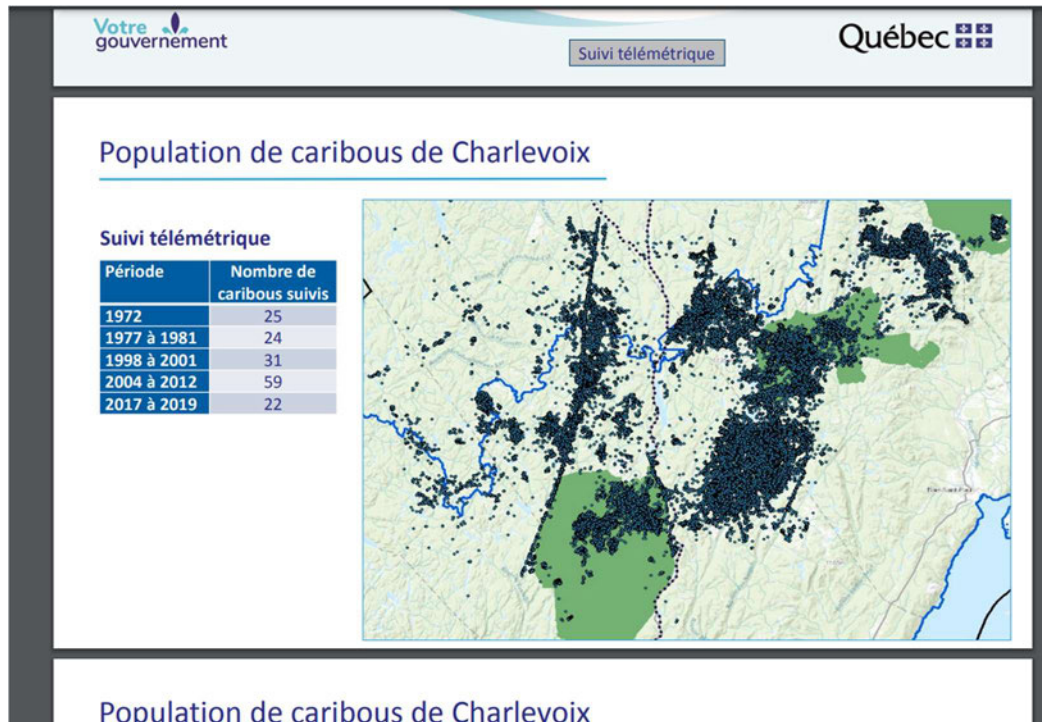 Votre
gouvernement
Suivi télémétrique
Québec
Population de caribous de Charlevoix
Suivi télémétrique
Période Nombre de
caribous suivis
1972 25
1977 à 1981 24
1998 à 2001 31
2004 à 2012 59
2017 à 2019 22
Population de caribous de Charlevoix